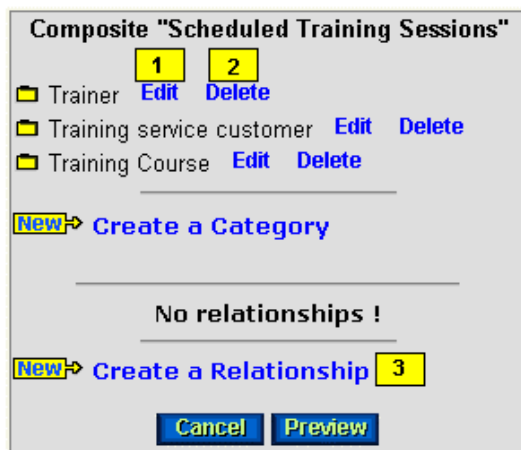 Composite "Scheduled Training Sessions"
1 2
Trainer Edit Delete
Training service customer Edit Delete
Training Course Edit Delete
New Create a Category
No relationships !
New Create a Relationship 3
Cancel Preview